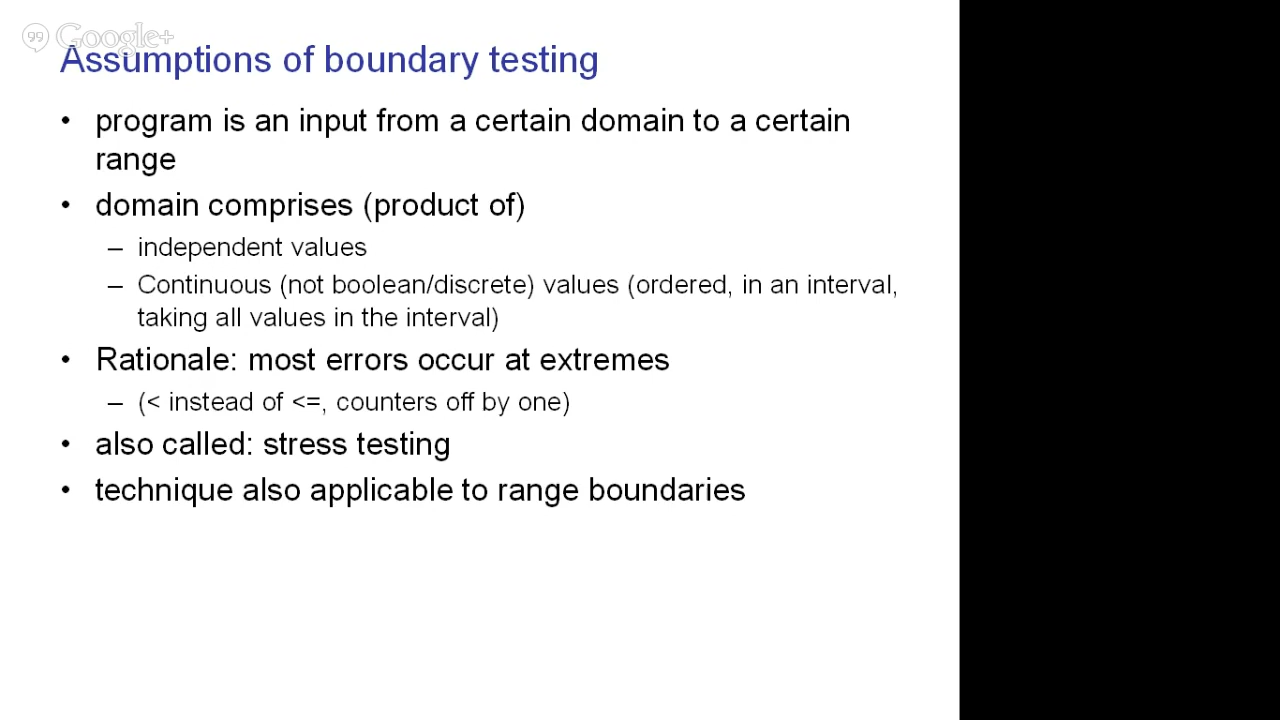 Google+
Assumptions of boundary testing
• program is an input from a certain domain to a certain
range
• domain comprises (product of)
– independent values
– Continuous (not boolean/discrete) values (ordered, in an interval,
taking all values in the interval)
• Rationale: most errors occur at extremes
– (< instead of <=, counters off by one)
• also called: stress testing
• technique also applicable to range boundaries